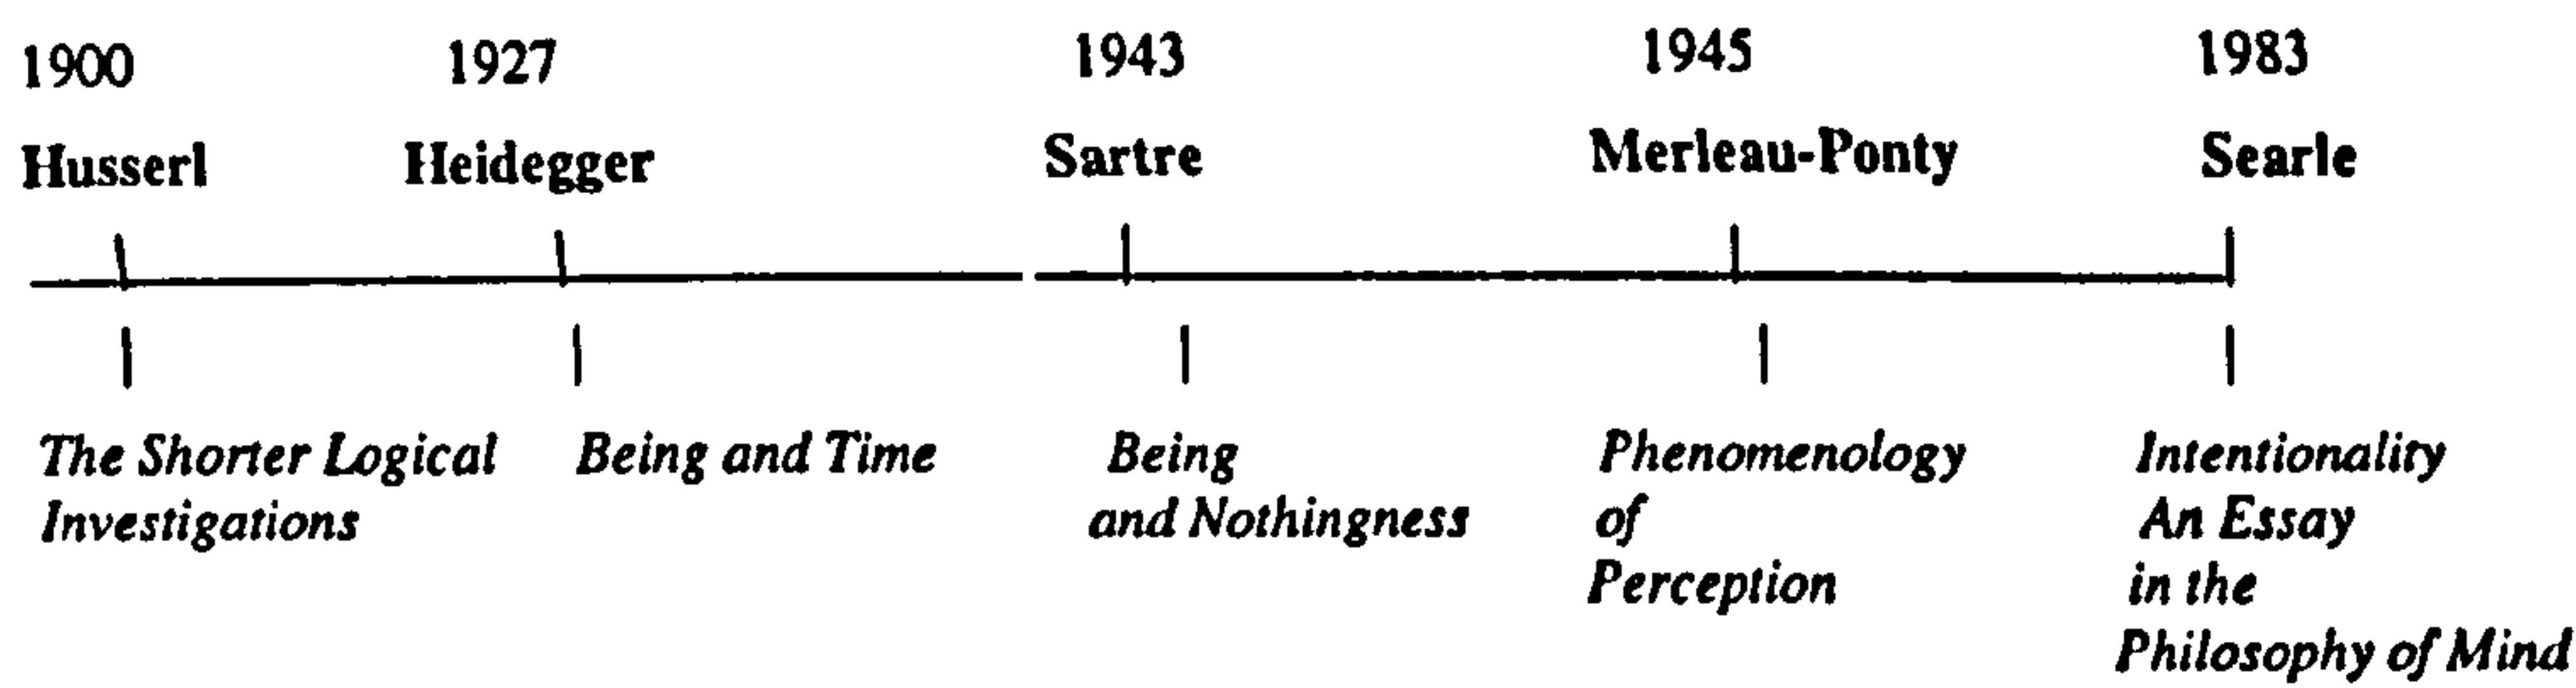 1900 1927 1943 1945 1983
Husserl Heidegger Sartre Merleau-Ponty Searle
The Shorter Logical Being and Time Being Phenomenology Intentionality
Investigations and Nothingness of An Essay
Perception in the
Philosophy of Mind